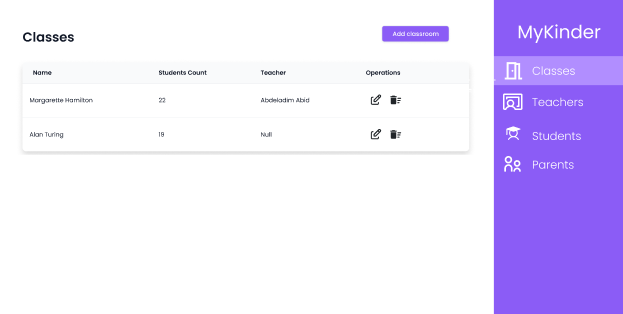 Classes
Add classroom
Name Students Count Teacher Operations
Margarette Hamilton 22 Abdeladim Abid
Alan Turing 19 Null
MyKinder
Classes
Teachers
Students
Parents